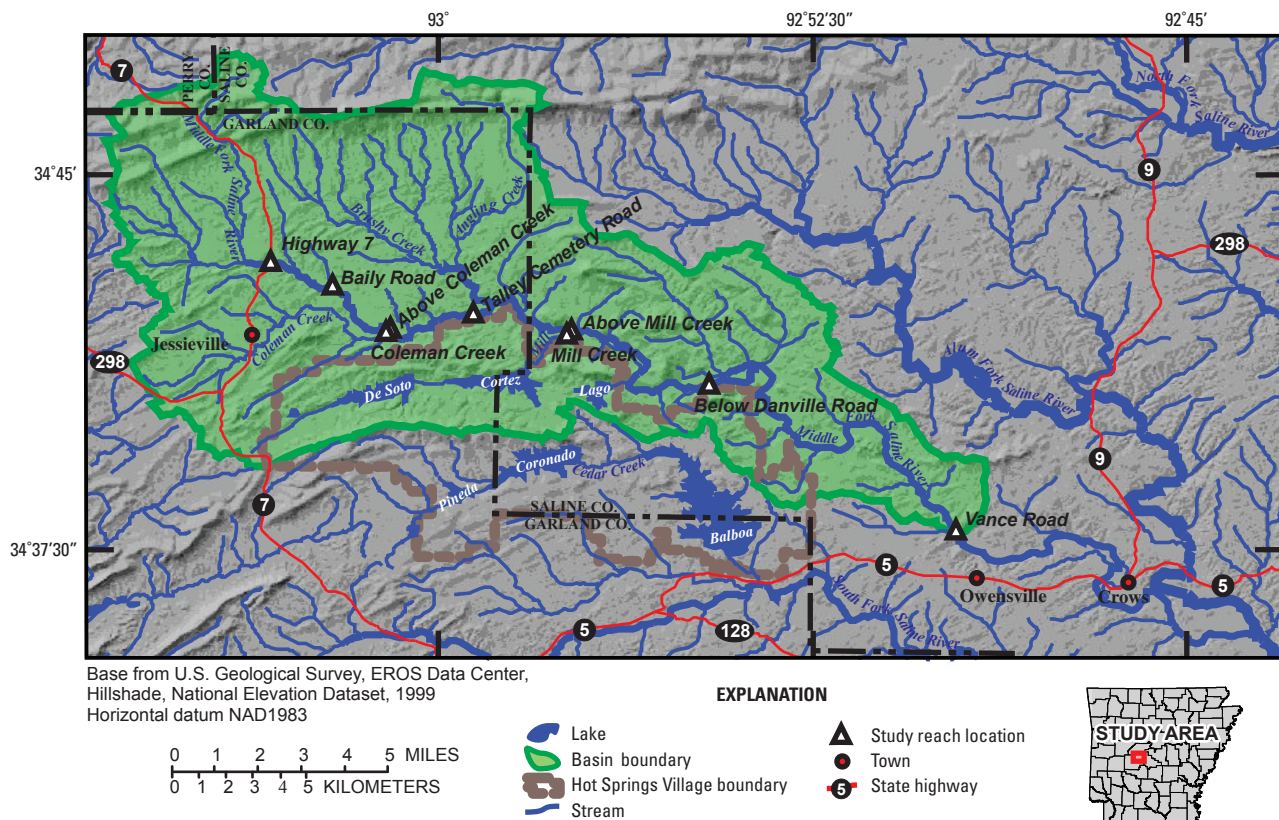 93°
92°52'30"
92°45'
7
PERRY CO.
SALINE CO.
GARLAND CO.
North Fork
Saline River
34°45'
9
Middle Fork Saline River
Brushy Creek
Angling Creek
298
Highway 7
Baily Road
Above Coleman Creek
Talley Cemetery Road
Jessieville
Coleman Creek
Coleman Creek
Above Mill Creek
Mill
Mill Creek
298
De Soto
Cortez
Lago
Alum Fork Saline River
Below Danville Road
Middle Fork Saline River
9
Coronado
Cedar Creek
Pineda
7
SALINE CO.
GARLAND CO.
Balboa
Vance Road
34°37'30"
5
Owensville
Crows
5
South Fork Saline River
5
128
Base from U.S. Geological Survey, EROS Data Center,
Hillshade, National Elevation Dataset, 1999
Horizontal datum NAD1983
0 1 2 3 4 5 MILES
0 1 2 3 4 5 KILOMETERS
EXPLANATION
Lake
Basin boundary
Hot Springs Village boundary
Stream
Study reach location
Town
5 State highway
STUDY AREA